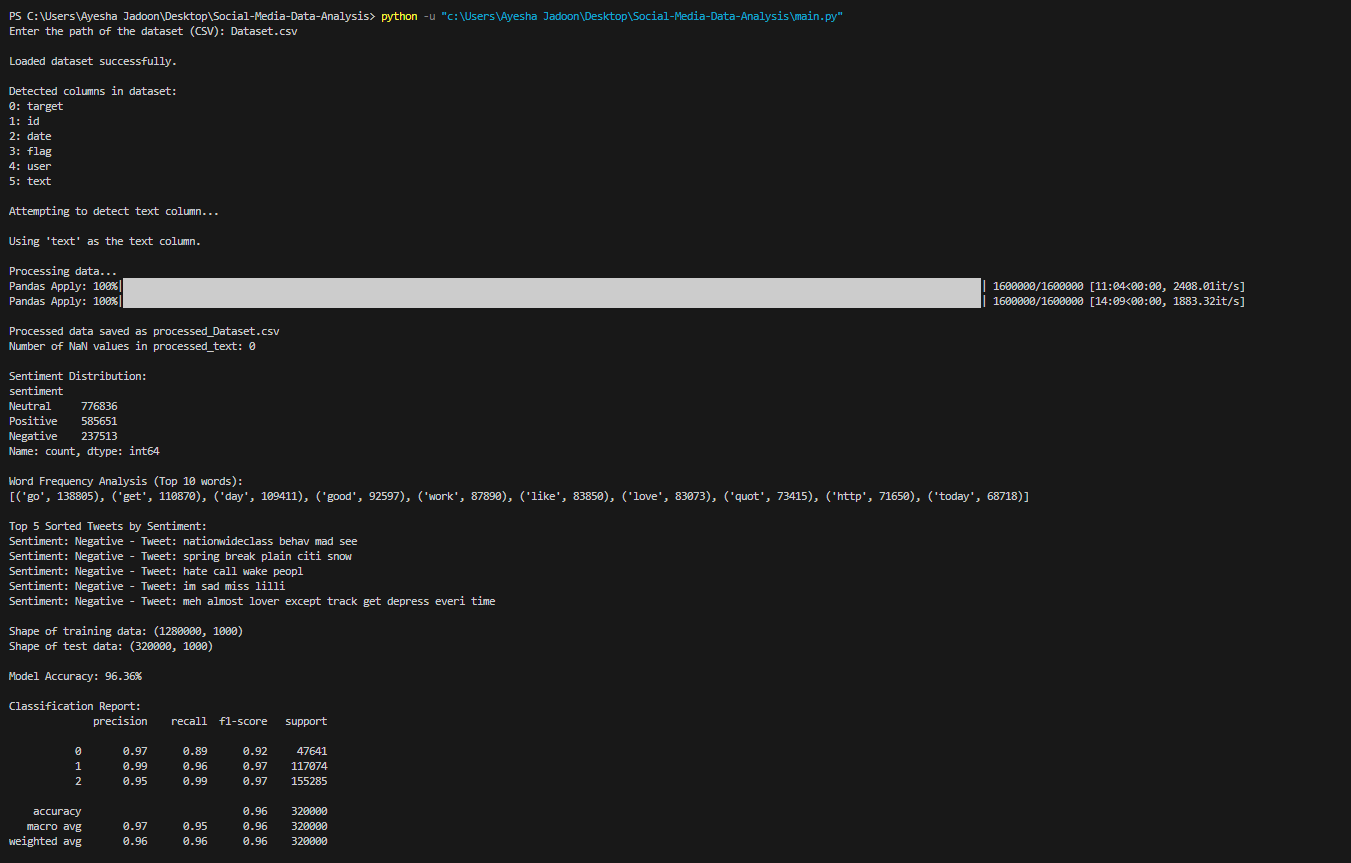 PS C:\Users\Ayesha Jadoon\Desktop\Social-Media-Data-Analysis> python -u "c:\Users\Ayesha Jadoon\Desktop\Social-Media-Data-Analysis\main.py"
Enter the path of the dataset (CSV): Dataset.csv
Loaded dataset successfully.
Detected columns in dataset:
0: target
1: id
2: date
3: flag
4: user
5: text
Attempting to detect text column...
Using 'text' as the text column.
Processing data...
Pandas Apply: 100%| | 1600000/1600000 [11:04<00:00, 2408.01it/s]
Pandas Apply: 100%| | 1600000/1600000 [14:09<00:00, 1883.32it/s]
Processed data saved as processed_Dataset.csv
Number of NaN values in processed_text: 0
Sentiment Distribution:
sentiment
Neutral 776836
Positive 585651
Negative 237513
Name: count, dtype: int64
Word Frequency Analysis (Top 10 words):
[('go', 138805), ('get', 110870), ('day', 109411), ('good', 92597), ('work', 87890), ('like', 83850), ('love', 83073), ('quot', 73415), ('http', 71650), ('today', 68718)]
Top 5 Sorted Tweets by Sentiment:
Sentiment: Negative - Tweet: nationwideclass behav mad see
Sentiment: Negative - Tweet: spring break plain citi snow
Sentiment: Negative - Tweet: hate call wake peopl
Sentiment: Negative - Tweet: im sad miss lilli
Sentiment: Negative - Tweet: meh almost lover except track get depress everi time
Shape of training data: (1280000, 1000)
Shape of test data: (320000, 1000)
Model Accuracy: 96.36%
Classification Report:
precision recall f1-score support
0 0.97 0.89 0.92 47641
1 0.99 0.96 0.97 117074
2 0.95 0.99 0.97 155285
accuracy 0.96 320000
macro avg 0.97 0.95 0.96 320000
weighted avg 0.96 0.96 0.96 320000